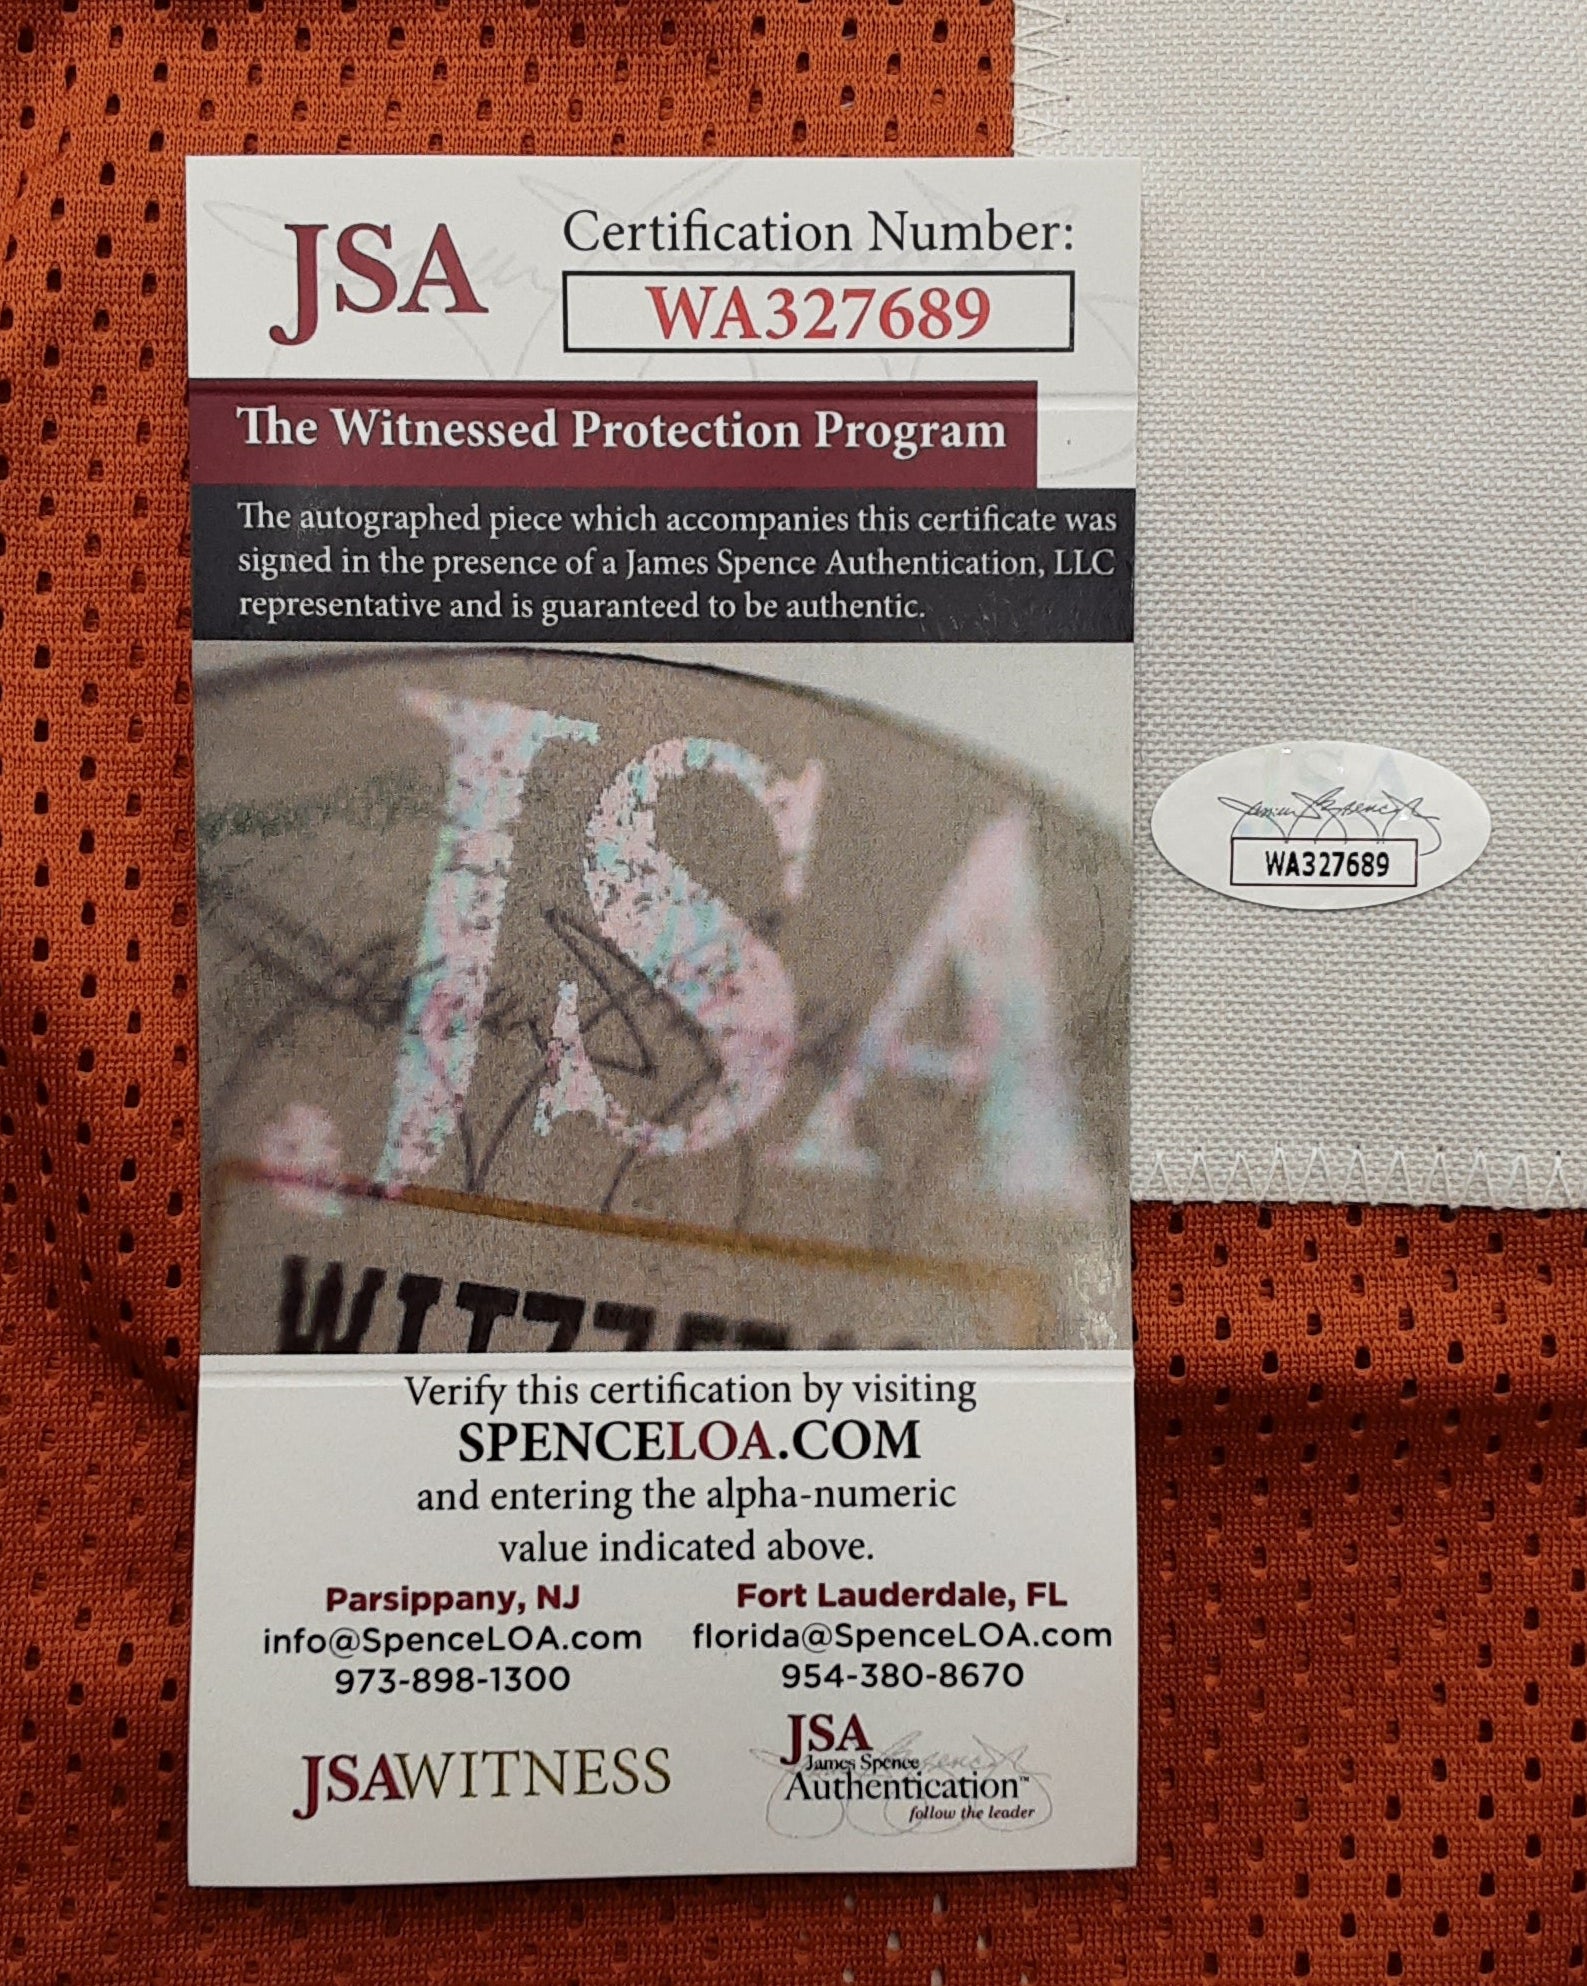 JSA
Certification Number:
WA327689
The Witnessed Protection Program
The autographed piece which accompanies this certificate was
signed in the presence of a James Spence Authentication, LLC
representative and is guaranteed to be authentic.
JSA
WA327689
Verify this certification by visiting
SPENCELOA.COM
and entering the alpha-numeric
value indicated above.
Parsippany, NJ
info@SpenceLOA.com
973-898-1300
Fort Lauderdale, FL
florida@SpenceLOA.com
954-380-8670
JSAWITNESS
JSA
James Spence
Authentication™
follow the leader